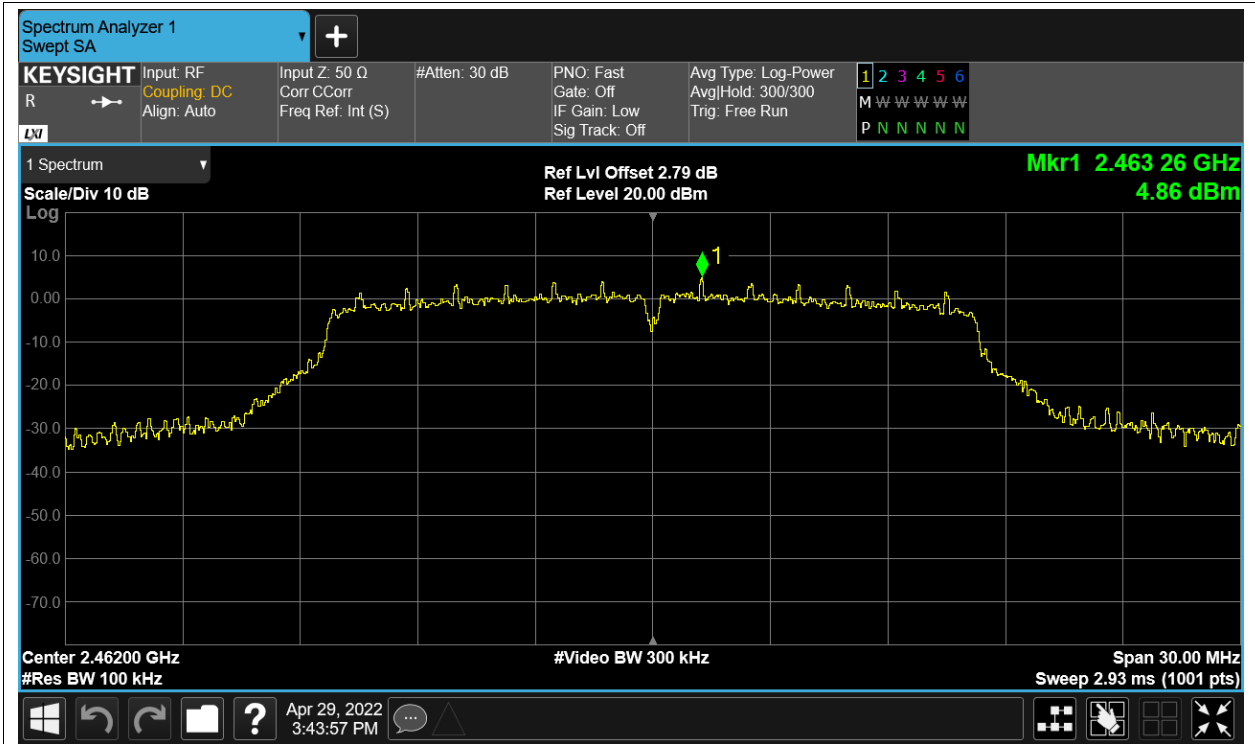 Spectrum Analyzer 1
Swept SA
KEYSIGHT
R
LXI
Input: RF
Coupling: DC
Align: Auto
Input Z: 50 Ω
Corr CCorr
Freq Ref: Int (S)
#Atten: 30 dB
PNO: Fast
Gate: Off
IF Gain: Low
Sig Track: Off
Avg Type: Log-Power
Avg|Hold: 300/300
Trig: Free Run
1 2 3 4 5 6
M W W W W W W
P N N N N N N
1 Spectrum
Scale/Div 10 dB
Ref Lvl Offset 2.79 dB
Ref Level 20.00 dBm
Mkr1 2.463 26 GHz
4.86 dBm
Log
1
10.0
0.00
-10.0
-20.0
-30.0
-40.0
-50.0
-60.0
-70.0
Center 2.46200 GHz
#Video BW 300 kHz
Span 30.00 MHz
#Res BW 100 kHz
Sweep 2.93 ms (1001 pts)
?
Apr 29, 2022
3:43:57 PM